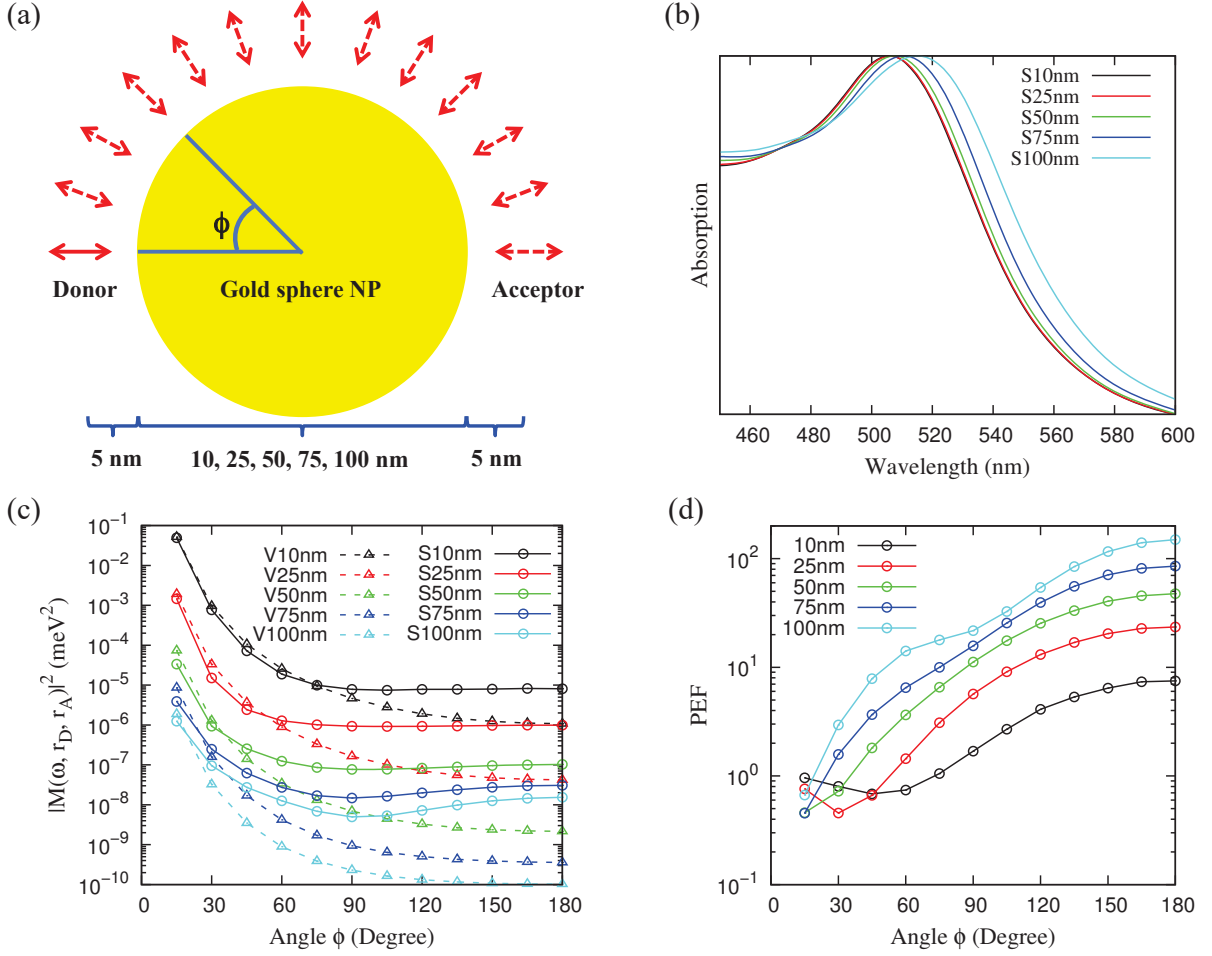 (a)
ϕ
Donor
Gold sphere NP
Acceptor
5 nm
10, 25, 50, 75, 100 nm
5 nm
(b)
S10nm
S25nm
S50nm
S75nm
S100nm
Absorption
460 480 500 520 540 560 580 600
Wavelength (nm)
(c)
V10nm S10nm
V25nm S25nm
V50nm S50nm
V75nm S75nm
V100nm S100nm
|M(ω, r_D, r_A)|² (meV²)
10⁻¹
10⁻²
10⁻³
10⁻⁴
10⁻⁵
10⁻⁶
10⁻⁷
10⁻⁸
10⁻⁹
10⁻¹⁰
0 30 60 90 120 150 180
Angle ϕ (Degree)
(d)
10nm
25nm
50nm
75nm
100nm
PEF
10²
10¹
10⁰
10⁻¹
0 30 60 90 120 150 180
Angle ϕ (Degree)